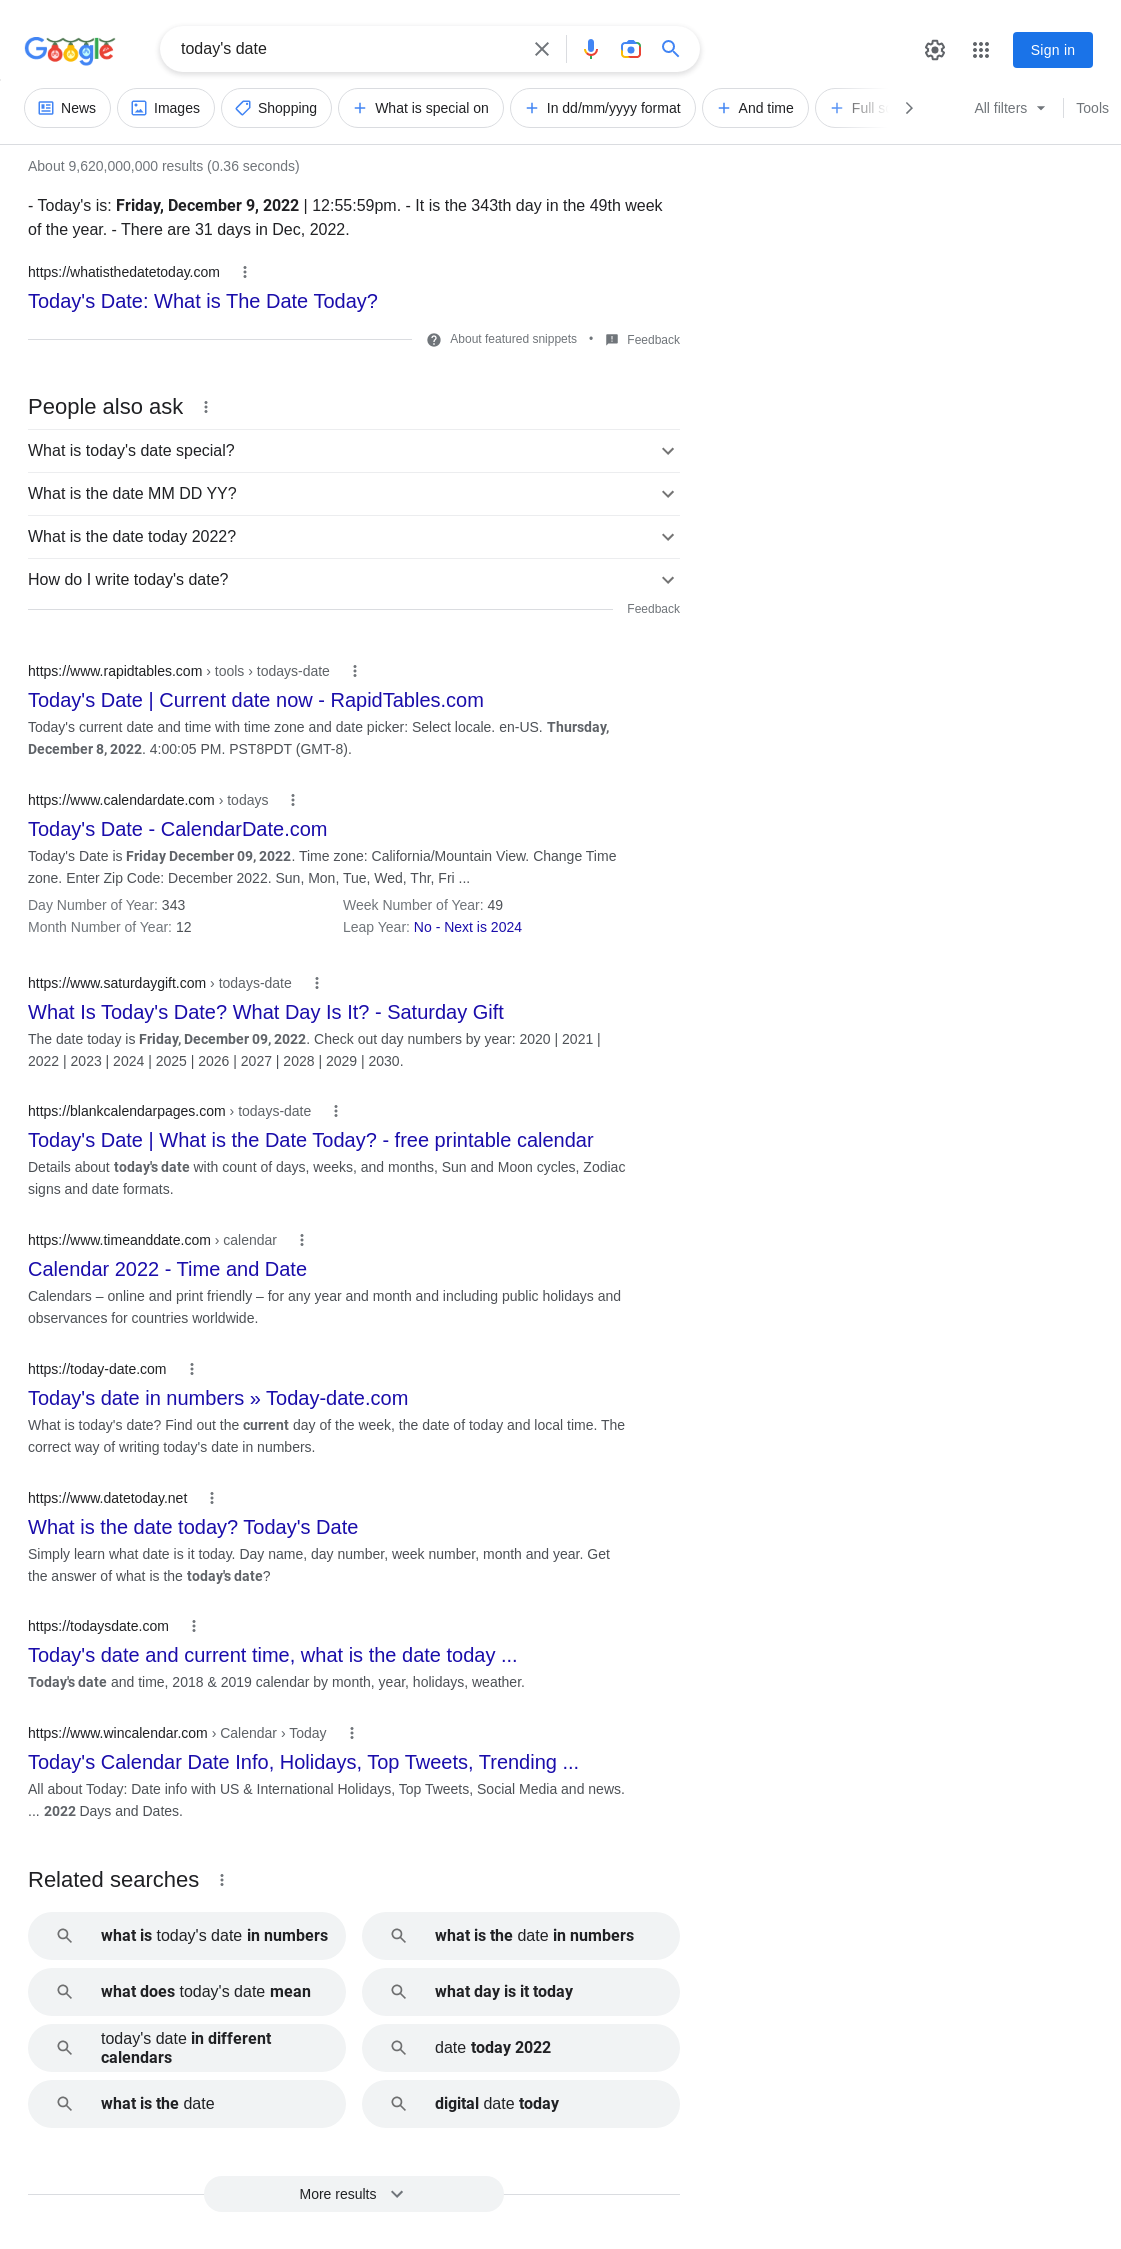 Google
today's date
Sign in
News
Images
Shopping
What is special on
In dd/mm/yyyy format
And time
Full
All filters
Tools
About 9,620,000,000 results (0.36 seconds)
- Today's is: Friday, December 9, 2022 | 12:55:59pm. - It is the 343th day in the 49th week
of the year. - There are 31 days in Dec, 2022.
https://whatisthedatetoday.com
Today's Date: What is The Date Today?
About featured snippets • Feedback
People also ask
What is today's date special?
What is the date MM DD YY?
What is the date today 2022?
How do I write today's date?
Feedback
https://www.rapidtables.com › tools › todays-date
Today's Date | Current date now - RapidTables.com
Today's current date and time with time zone and date picker: Select locale. en-US. Thursday,
December 8, 2022. 4:00:05 PM. PST8PDT (GMT-8).
https://www.calendardate.com › todays
Today's Date - CalendarDate.com
Today's Date is Friday December 09, 2022. Time zone: California/Mountain View. Change Time
zone. Enter Zip Code: December 2022. Sun, Mon, Tue, Wed, Thr, Fri ...
Day Number of Year: 343 Week Number of Year: 49
Month Number of Year: 12 Leap Year: No - Next is 2024
https://www.saturdaygift.com › todays-date
What Is Today's Date? What Day Is It? - Saturday Gift
The date today is Friday, December 09, 2022. Check out day numbers by year: 2020 | 2021 |
2022 | 2023 | 2024 | 2025 | 2026 | 2027 | 2028 | 2029 | 2030.
https://blankcalendarpages.com › todays-date
Today's Date | What is the Date Today? - free printable calendar
Details about today's date with count of days, weeks, and months, Sun and Moon cycles, Zodiac
signs and date formats.
https://www.timeanddate.com › calendar
Calendar 2022 - Time and Date
Calendars – online and print friendly – for any year and month and including public holidays and
observances for countries worldwide.
https://today-date.com
Today's date in numbers » Today-date.com
What is today's date? Find out the current day of the week, the date of today and local time. The
correct way of writing today's date in numbers.
https://www.datetoday.net
What is the date today? Today's Date
Simply learn what date is it today. Day name, day number, week number, month and year. Get
the answer of what is the today's date?
https://todaysdate.com
Today's date and current time, what is the date today ...
Today's date and time, 2018 & 2019 calendar by month, year, holidays, weather.
https://www.wincalendar.com › Calendar › Today
Today's Calendar Date Info, Holidays, Top Tweets, Trending ...
All about Today: Date info with US & International Holidays, Top Tweets, Social Media and news.
... 2022 Days and Dates.
Related searches
what is today's date in numbers
what is the date in numbers
what does today's date mean
what day is it today
today's date in different
calendars
date today 2022
what is the date
digital date today
More results